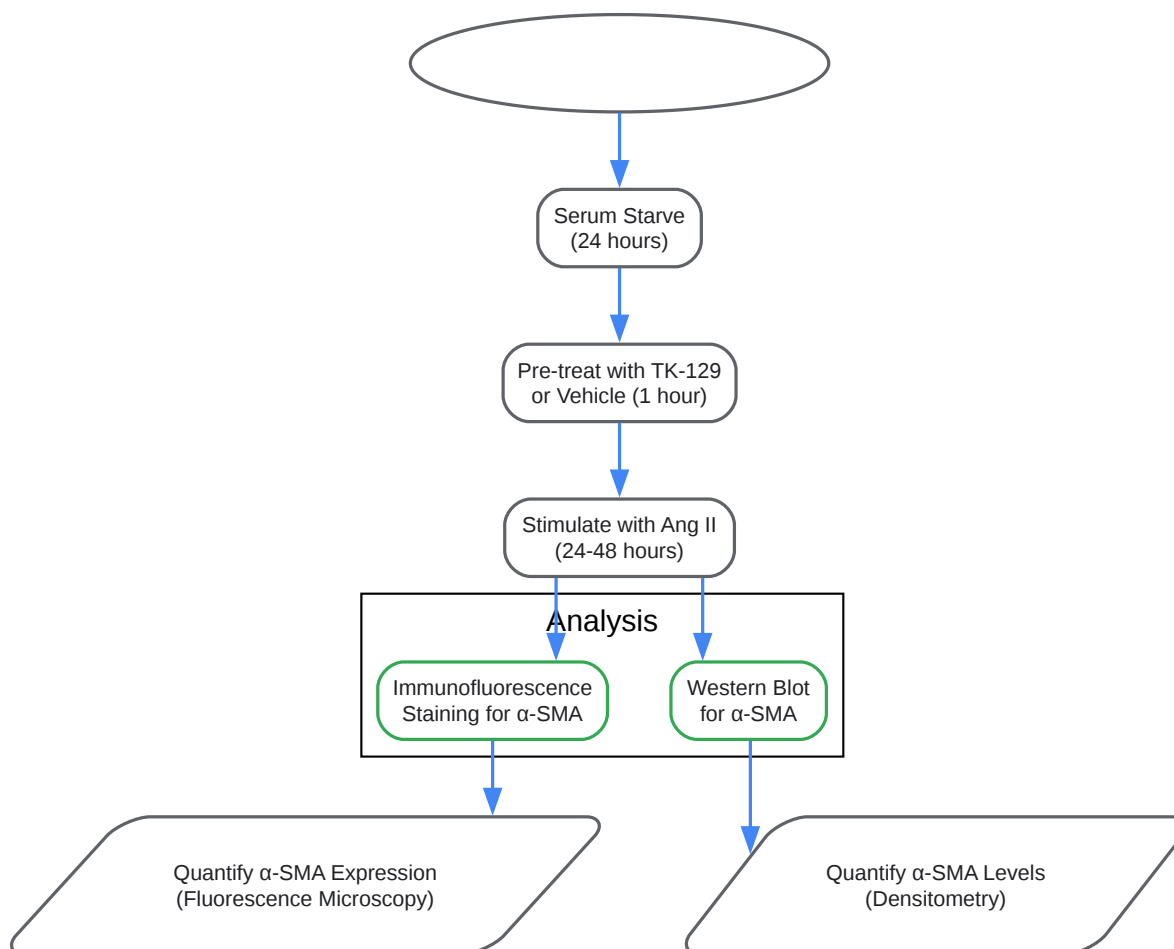 Serum Starve
(24 hours)
Pre-treat with TK-129
or Vehicle (1 hour)
Stimulate with Ang II
(24-48 hours)
Analysis
Immunofluorescence
Staining for α-SMA
Western Blot
for α-SMA
Quantify α-SMA Expression
(Fluorescence Microscopy)
Quantify α-SMA Levels
(Densitometry)